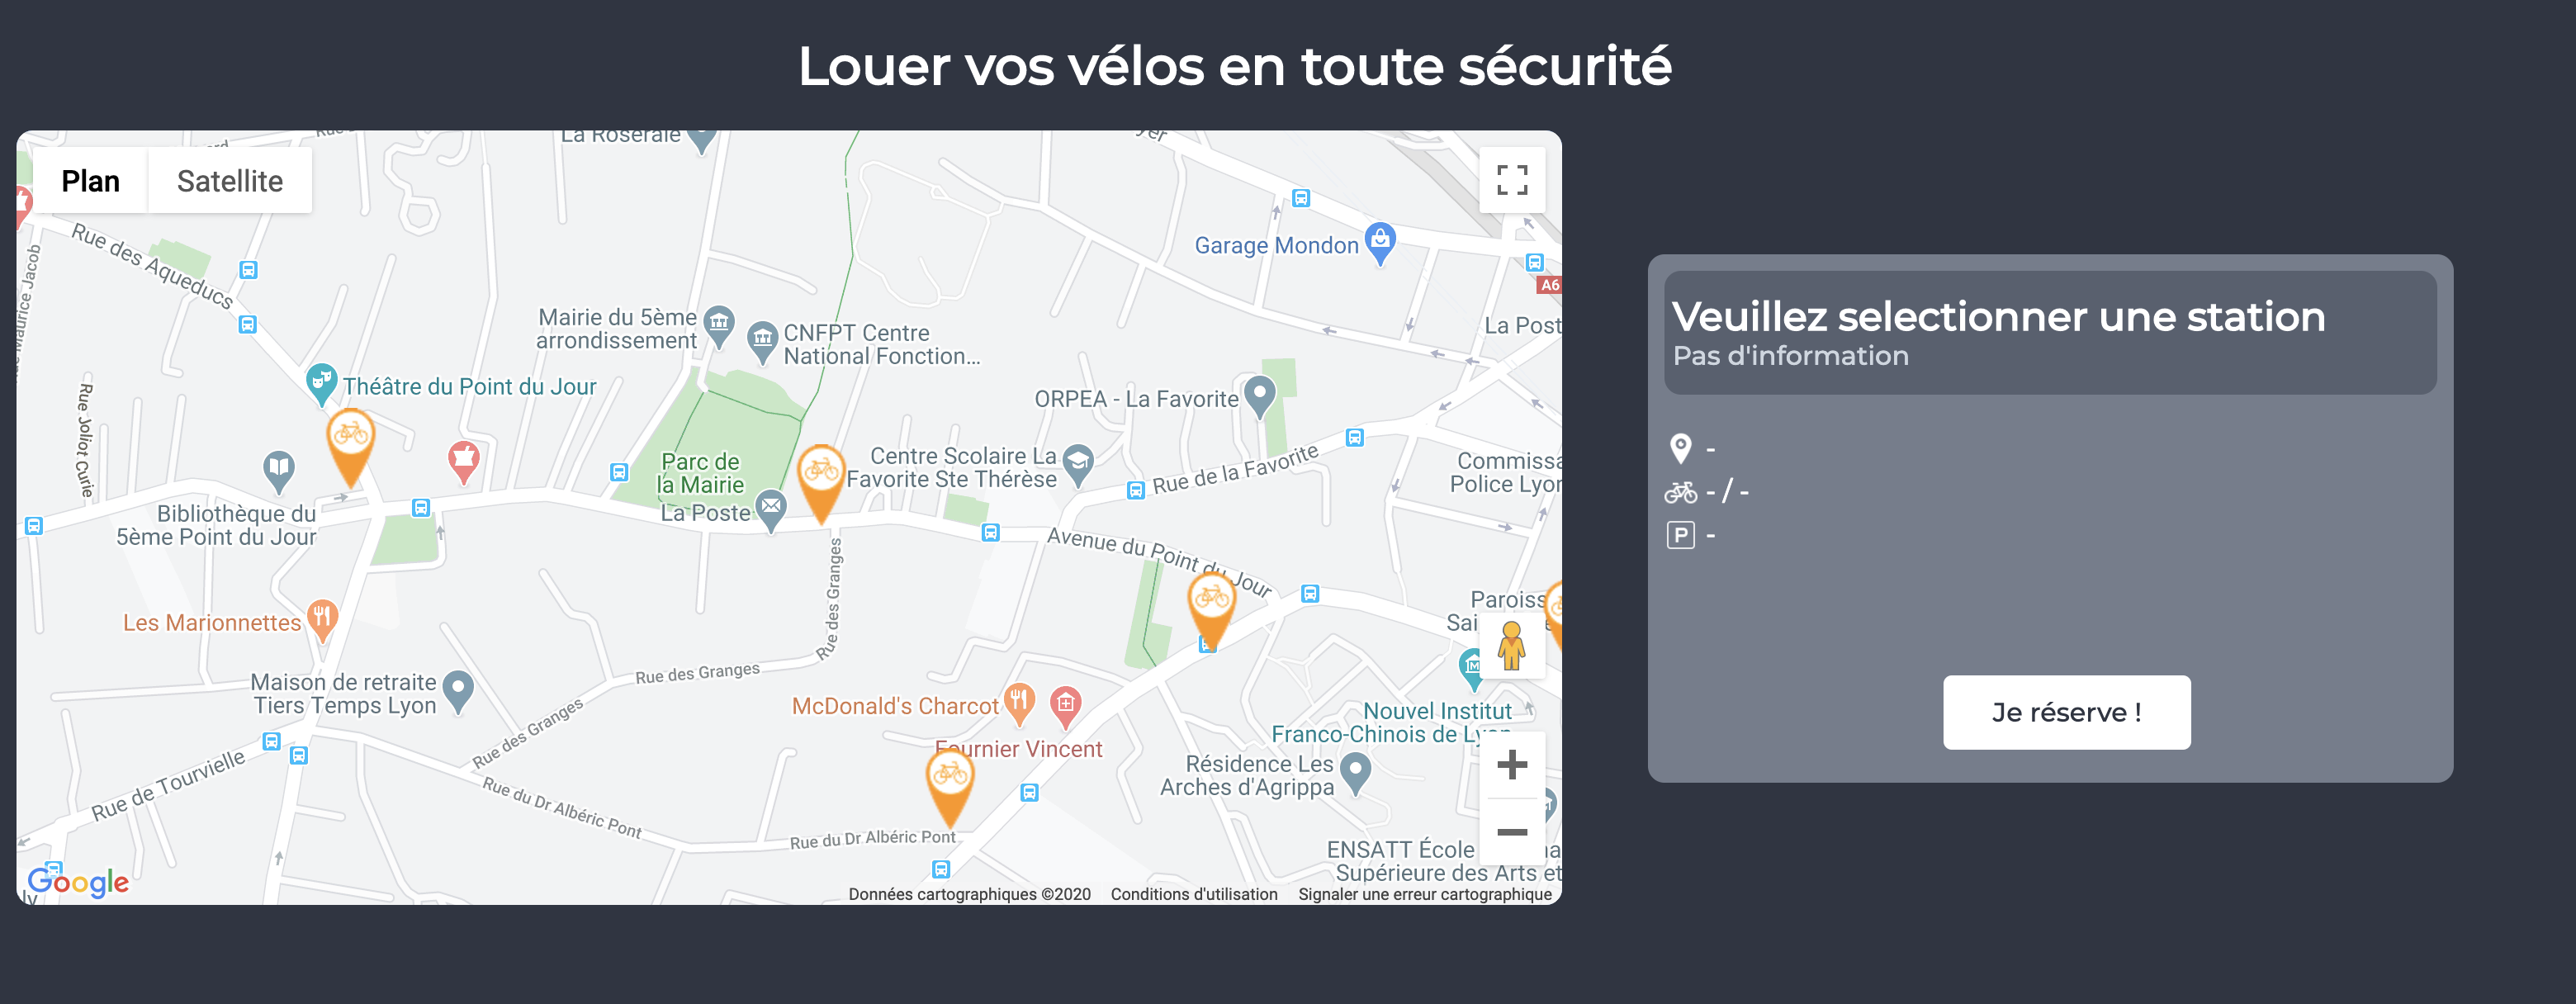 Louer vos vélos en toute sécurité
La Roseraie
Plan
Satellite
Rue des Aqueducs
Garage Mondon
A6
Mairie du 5ème
arrondissement
CNFPT Centre
National Fonction...
La Post
Théâtre du Point du Jour
ORPEA - La Favorite
Rue Joliot Curie
Parc de
la Mairie
Centre Scolaire La
Favorite Ste Thérèse
Rue de la Favorite
Commissa
Police Lyon
La Poste
Bibliothèque du
5ème Point du Jour
Avenue du Point du Jour
Rue des Granges
Les Marionnettes
Paroiss
Sai
Rue des Granges
Maison de retraite
Tiers Temps Lyon
McDonald's Charcot
Fournier Vincent
Nouvel Institut
Franco-Chinois de Lyon
Rue des Granges
Résidence Les
Arches d'Agrippa
Rue de Tourvielle
Rue du Dr Albéric Pont
Rue du Dr Albéric Pont
ENSATT École
Supérieure des Arts et
Google
Données cartographiques ©2020
Conditions d'utilisation
Signaler une erreur cartographique
Veuillez selectionner une station
Pas d'information
-
- / -
P -
Je réserve !